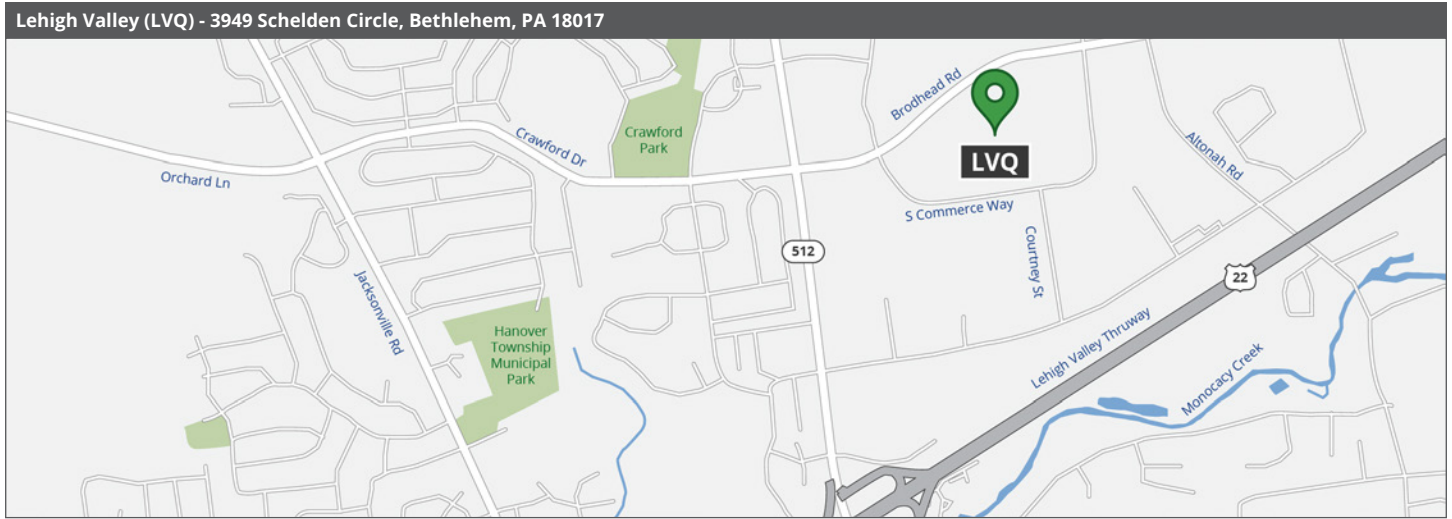 Lehigh Valley (LVQ) - 3949 Schelden Circle, Bethlehem, PA 18017
Brodhead Rd
Crawford Dr
Crawford
Park
LVQ
Altonah Rd
Orchard Ln
S Commerce Way
512
Courtney St
22
Jacksonville Rd
Hanover
Township
Municipal
Park
Lehigh Valley Thruway
Monocacy Creek